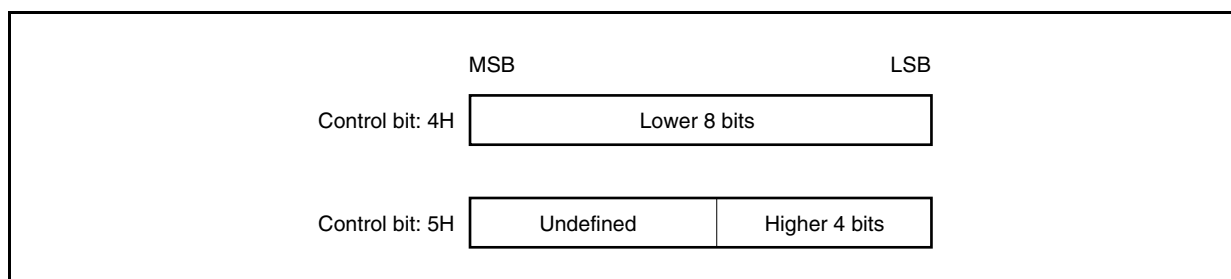 MSB LSB
Control bit: 4H Lower 8 bits
Control bit: 5H Undefined Higher 4 bits